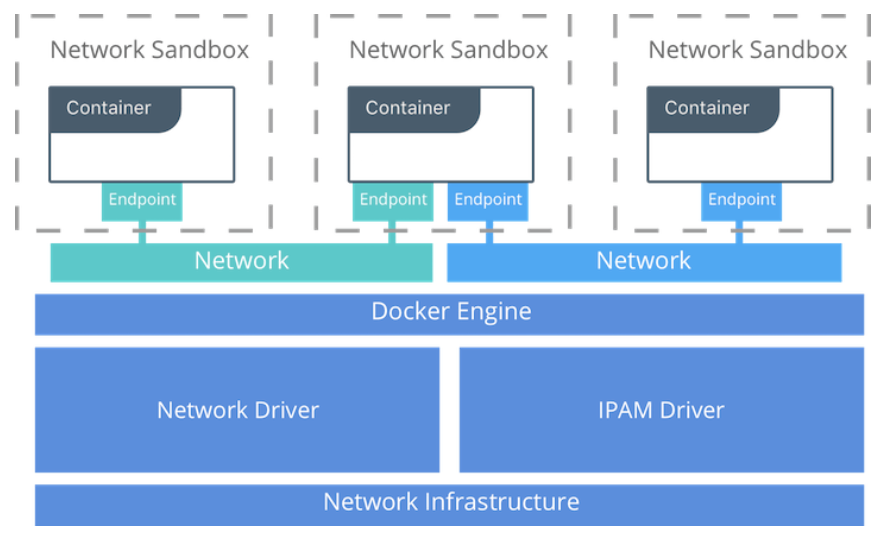 Network Sandbox
Network Sandbox
Network Sandbox
Container
Container
Container
Endpoint
Endpoint
Endpoint
Endpoint
Network
Network
Docker Engine
Network Driver
IPAM Driver
Network Infrastructure